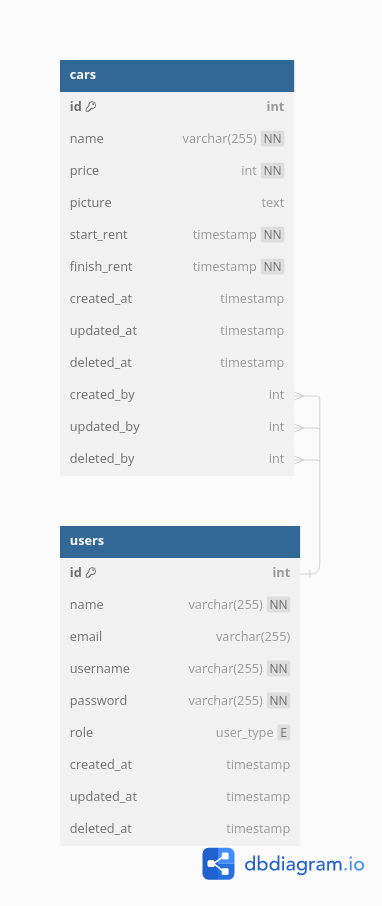 cars
id int
name varchar(255) NN
price int NN
picture text
start_rent timestamp NN
finish_rent timestamp NN
created_at timestamp
updated_at timestamp
deleted_at timestamp
created_by int
updated_by int
deleted_by int
users
id int
name varchar(255) NN
email varchar(255)
username varchar(255) NN
password varchar(255) NN
role user_type E
created_at timestamp
updated_at timestamp
deleted_at timestamp
dbdiagram.io